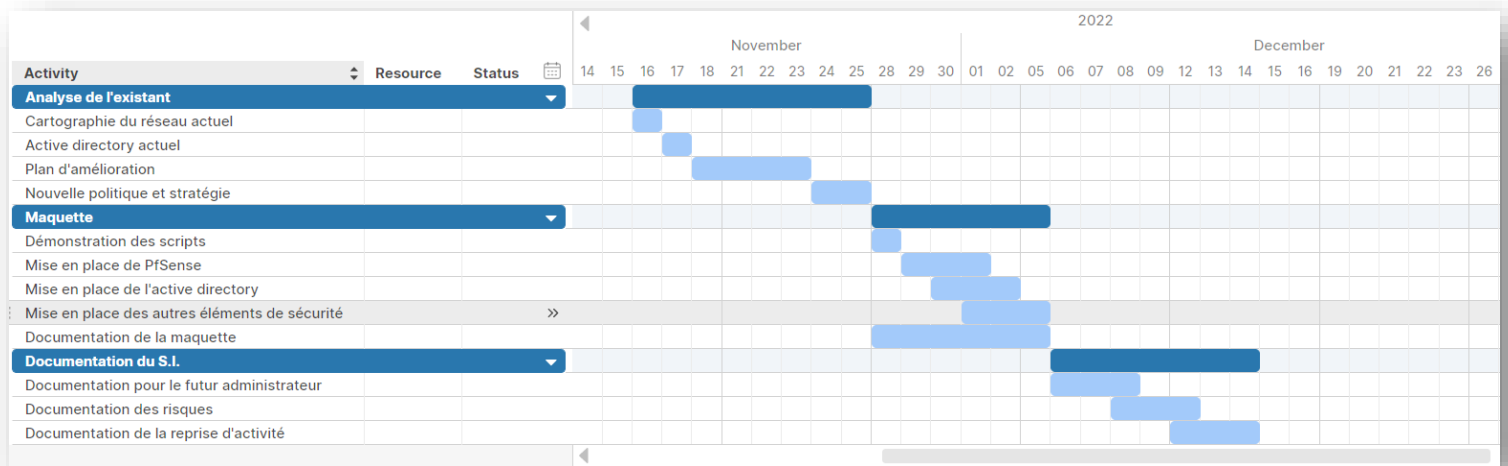 2022
November December
Activity Resource Status 14 15 16 17 18 21 22 23 24 25 28 29 30 01 02 05 06 07 08 09 12 13 14 15 16 19 20 21 22 23 26
Analyse de l'existant
Cartographie du réseau actuel
Active directory actuel
Plan d'amélioration
Nouvelle politique et stratégie
Maquette
Démonstration des scripts
Mise en place de PfSense
Mise en place de l'active directory
Mise en place des autres éléments de sécurité »
Documentation de la maquette
Documentation du S.I.
Documentation pour le futur administrateur
Documentation des risques
Documentation de la reprise d'activité